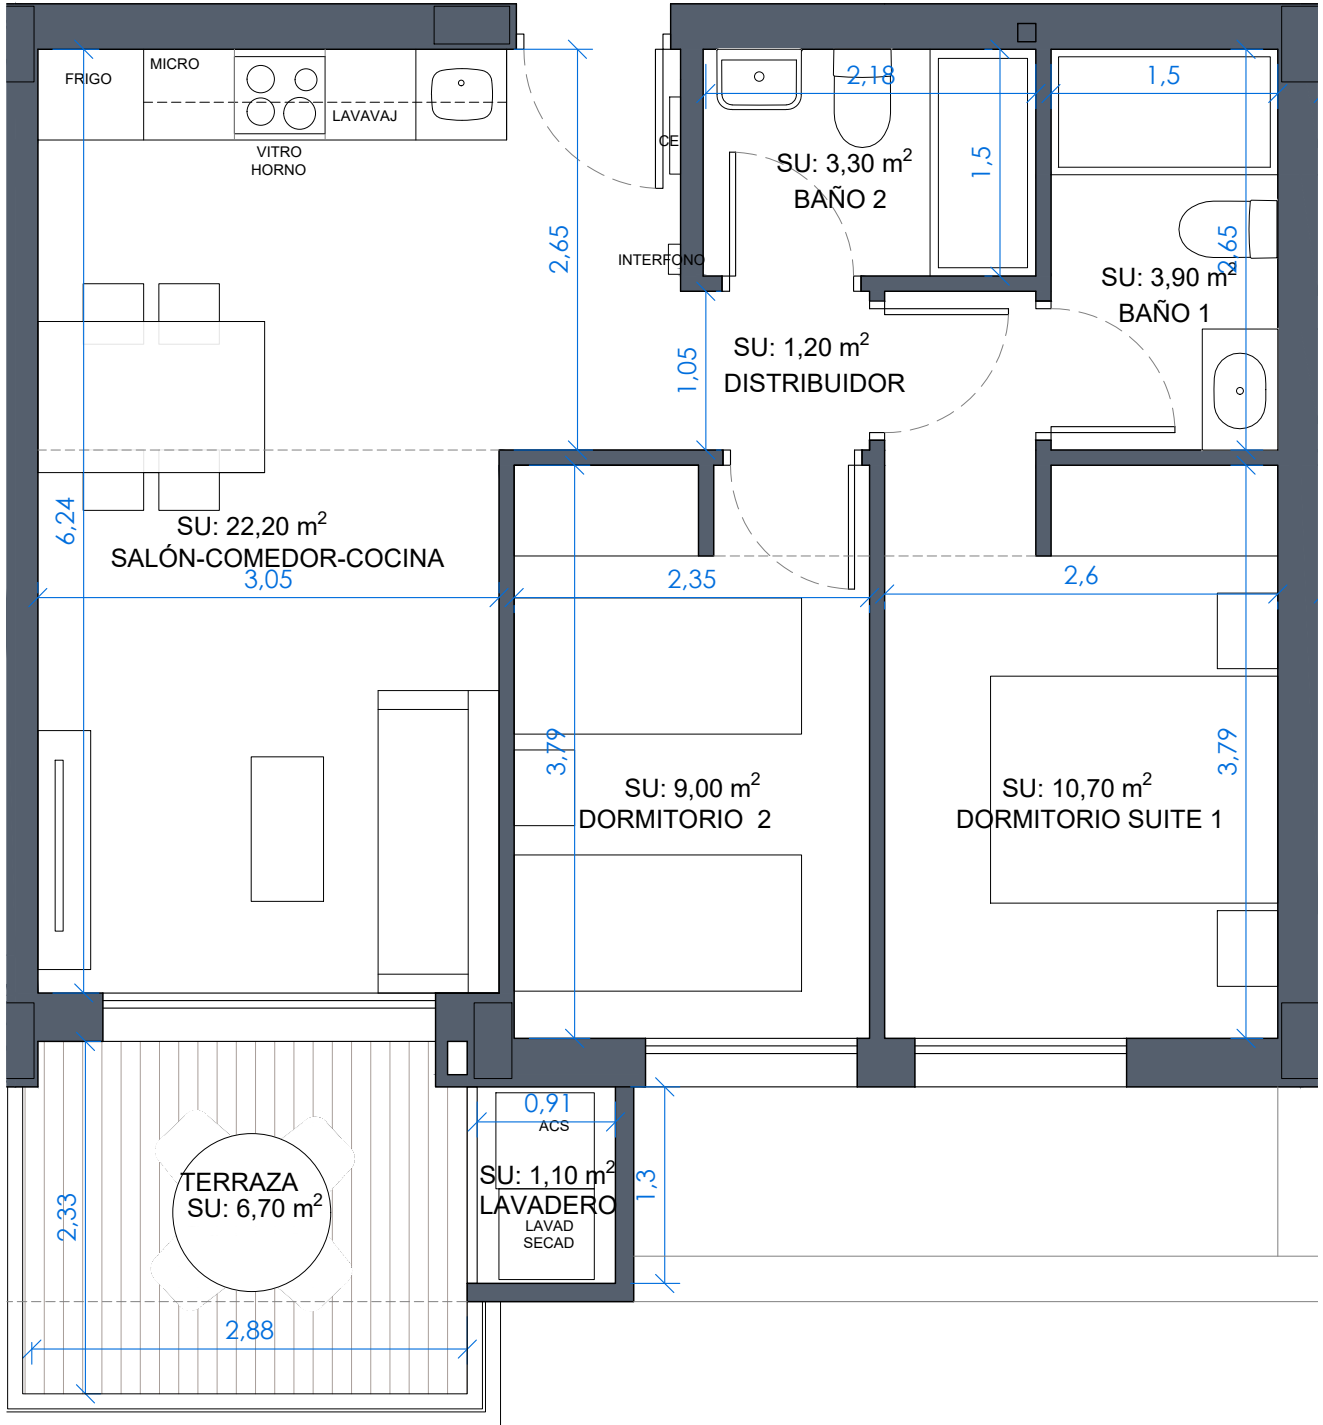 FRIGO
MICRO
LAVAVAJ
VITRO
HORNO
CE
INTERFONO
2,18
1,5
SU: 3,30 m²
BAÑO 2
1,5
2,65
2,65
SU: 3,90 m²
BAÑO 1
1,05
SU: 1,20 m²
DISTRIBUIDOR
6,24
SU: 22,20 m²
SALÓN-COMEDOR-COCINA
3,05
2,35
2,6
3,79
SU: 9,00 m²
DORMITORIO 2
SU: 10,70 m²
DORMITORIO SUITE 1
3,79
0,91
ACS
SU: 1,10 m²
LAVADERO
LAVAD
SECAD
1,3
TERRAZA
SU: 6,70 m²
2,33
2,88